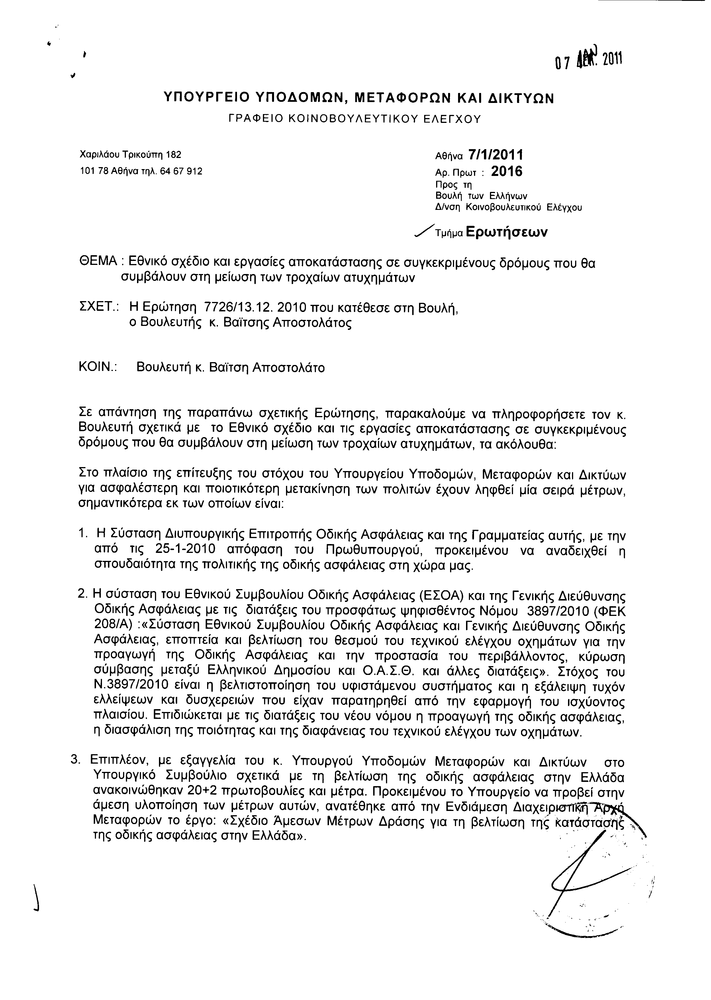 07 ΙΑΝ 2011
ΥΠΟΥΡΓΕΙΟ ΥΠΟΔΟΜΩΝ, ΜΕΤΑΦΟΡΩΝ ΚΑΙ ΔΙΚΤΥΩΝ
ΓΡΑΦΕΙΟ ΚΟΙΝΟΒΟΥΛΕΥΤΙΚΟΥ ΕΛΕΓΧΟΥ
Χαριλάου Τρικούπη 182
101 78 Αθήνα τηλ. 64 67 912
Αθήνα 7/1/2011
Αρ. Πρωτ : 2016
Προς τη
Βουλή των Ελλήνων
Δ/νση Κοινοβουλευτικού Ελέγχου
Τμήμα Ερωτήσεων
ΘΕΜΑ : Εθνικό σχέδιο και εργασίες αποκατάστασης σε συγκεκριμένους δρόμους που θα
συμβάλουν στη μείωση των τροχαίων ατυχημάτων
ΣΧΕΤ.: Η Ερώτηση 7726/13.12. 2010 που κατέθεσε στη Βουλή,
ο Βουλευτής κ. Βαϊτσης Αποστολάτος
ΚΟΙΝ.: Βουλευτή κ. Βαϊτση Αποστολάτο
Σε απάντηση της παραπάνω σχετικής Ερώτησης, παρακαλούμε να πληροφορήσετε τον κ.
Βουλευτή σχετικά με το Εθνικό σχέδιο και τις εργασίες αποκατάστασης σε συγκεκριμένους
δρόμους που θα συμβάλουν στη μείωση των τροχαίων ατυχημάτων, τα ακόλουθα:
Στο πλαίσιο της επίτευξης του στόχου του Υπουργείου Υποδομών, Μεταφορών και Δικτύων
για ασφαλέστερη και ποιοτικότερη μετακίνηση των πολιτών έχουν ληφθεί μία σειρά μέτρων,
σημαντικότερα εκ των οποίων είναι:
1. Η Σύσταση Διυπουργικής Επιτροπής Οδικής Ασφάλειας και της Γραμματείας αυτής, με την
από τις 25-1-2010 απόφαση του Πρωθυπουργού, προκειμένου να αναδειχθεί η
σπουδαιότητα της πολιτικής της οδικής ασφάλειας στη χώρα μας.
2. Η σύσταση του Εθνικού Συμβουλίου Οδικής Ασφάλειας (ΕΣΟΑ) και της Γενικής Διεύθυνσης
Οδικής Ασφάλειας με τις διατάξεις του προσφάτως ψηφισθέντος Νόμου 3897/2010 (ΦΕΚ
208/Α) :«Σύσταση Εθνικού Συμβουλίου Οδικής Ασφάλειας και Γενικής Διεύθυνσης Οδικής
Ασφάλειας, εποπτεία και βελτίωση του θεσμού του τεχνικού ελέγχου οχημάτων για την
προαγωγή της Οδικής Ασφάλειας και την προστασία του περιβάλλοντος, κύρωση
σύμβασης μεταξύ Ελληνικού Δημοσίου και Ο.Α.Σ.Θ. και άλλες διατάξεις». Στόχος του
Ν.3897/2010 είναι η βελτιστοποίηση του υφιστάμενου συστήματος και η εξάλειψη τυχόν
ελλείψεων και δυσχερειών που είχαν παρατηρηθεί από την εφαρμογή του ισχύοντος
πλαισίου. Επιδιώκεται με τις διατάξεις του νέου νόμου η προαγωγή της οδικής ασφάλειας,
η διασφάλιση της ποιότητας και της διαφάνειας του τεχνικού ελέγχου των οχημάτων.
3. Επιπλέον, με εξαγγελία του κ. Υπουργού Υποδομών Μεταφορών και Δικτύων στο
Υπουργικό Συμβούλιο σχετικά με τη βελτίωση της οδικής ασφάλειας στην Ελλάδα
ανακοινώθηκαν 20+2 πρωτοβουλίες και μέτρα. Προκειμένου το Υπουργείο να προβεί στην
άμεση υλοποίηση των μέτρων αυτών, ανατέθηκε από την Ενδιάμεση Διαχειριστική Αρχή
Μεταφορών το έργο: «Σχέδιο Άμεσων Μέτρων Δράσης για τη βελτίωση της κατάστασης
της οδικής ασφάλειας στην Ελλάδα».